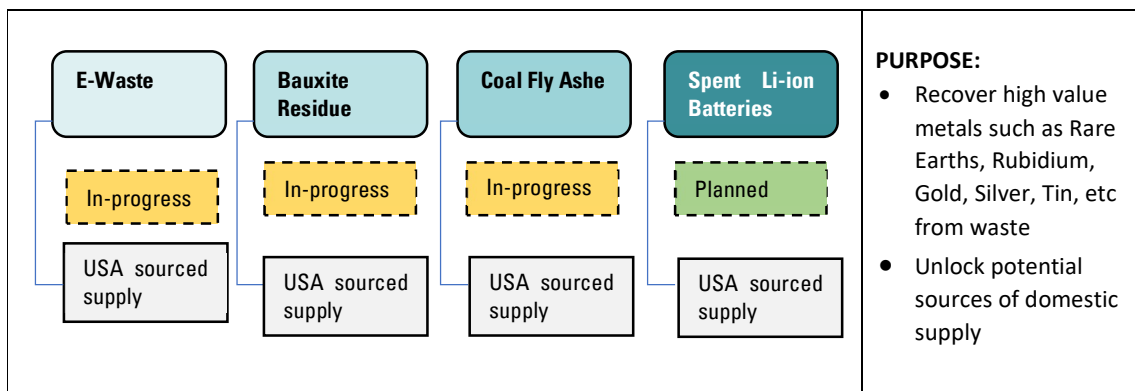 E-Waste
Bauxite
Residue
Coal Fly Ashe
Spent Li-ion
Batteries
In-progress
In-progress
In-progress
Planned
USA sourced
supply
USA sourced
supply
USA sourced
supply
USA sourced
supply
PURPOSE:
• Recover high value
metals such as Rare
Earths, Rubidium,
Gold, Silver, Tin, etc
from waste
• Unlock potential
sources of domestic
supply